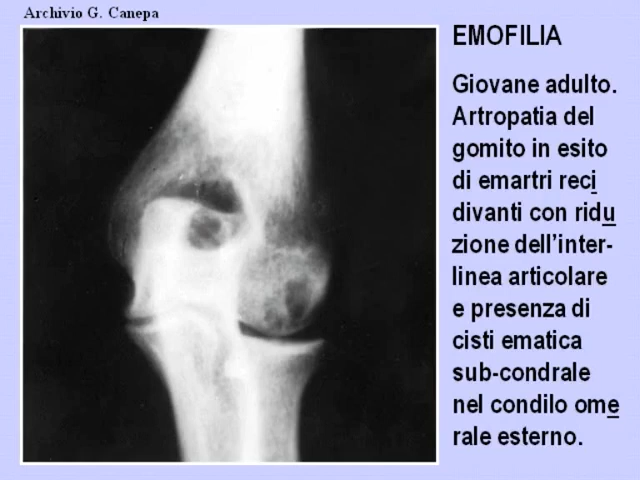 Archivio G. Canepa
EMOFILIA
Giovane adulto.
Artropatia del
gomito in esito
di emartri reci
divanti con ridu
zione dell'inter-
linea articolare
e presenza di
cisti ematica
sub-condrale
nel condilo ome
rale esterno.